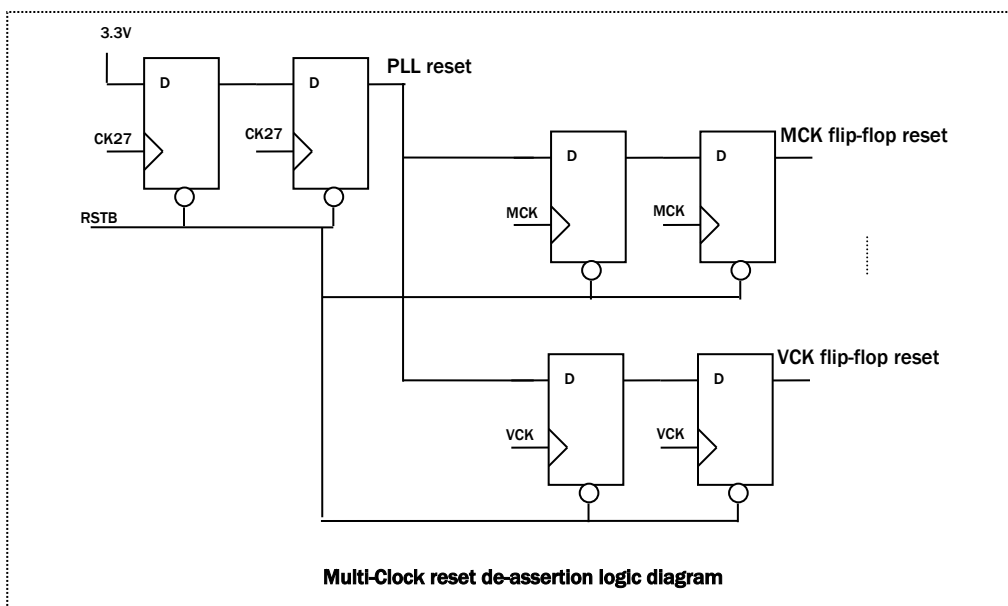 3.3V
PLL reset
D
D
CK27
CK27
RSTB
MCK flip-flop reset
D
D
MCK
MCK
VCK flip-flop reset
D
D
VCK
VCK
Multi-Clock reset de-assertion logic diagram